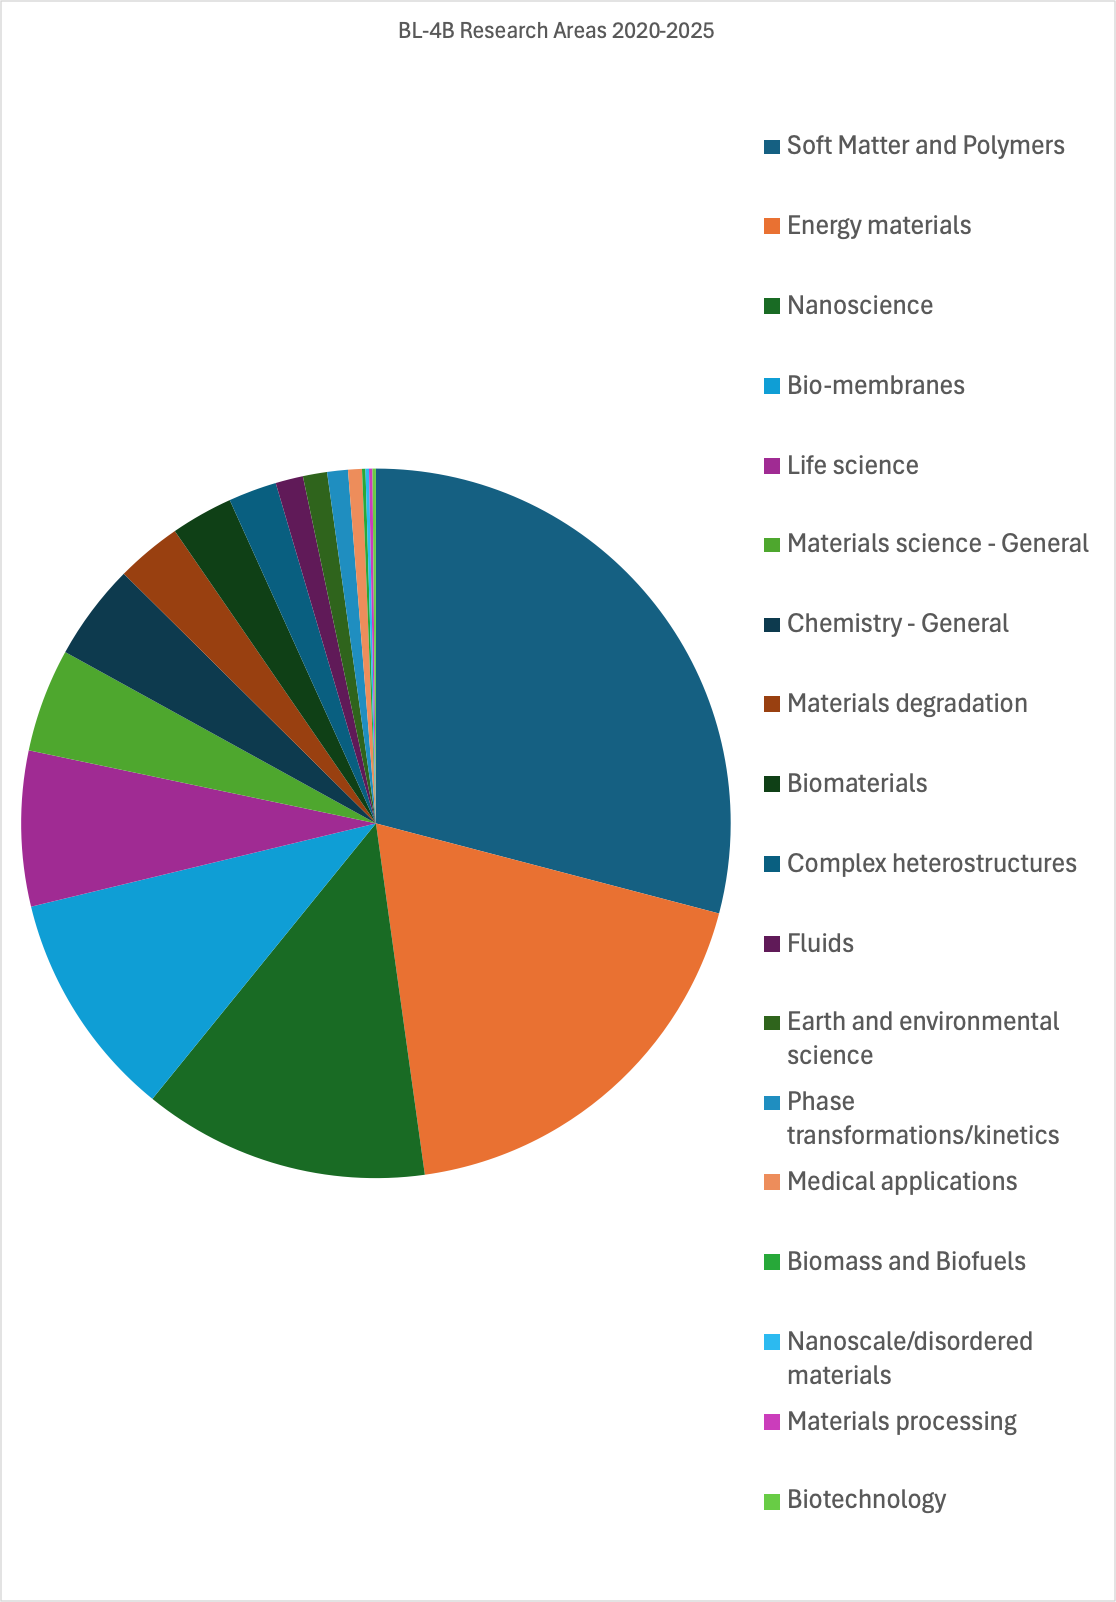 BL-4B Research Areas 2020-2025
Soft Matter and Polymers
Energy materials
Nanoscience
Bio-membranes
Life science
Materials science - General
Chemistry - General
Materials degradation
Biomaterials
Complex heterostructures
Fluids
Earth and environmental
science
Phase
transformations/kinetics
Medical applications
Biomass and Biofuels
Nanoscale/disordered
materials
Materials processing
Biotechnology